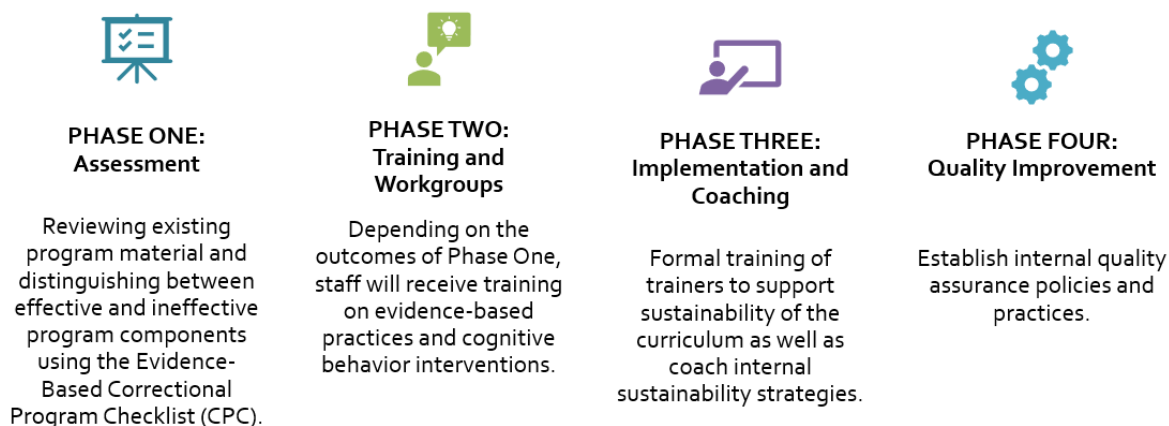 PHASE ONE:
Assessment
Reviewing existing
program material and
distinguishing between
effective and ineffective
program components
using the Evidence-
Based Correctional
Program Checklist (CPC).
PHASE TWO:
Training and
Workgroups
Depending on the
outcomes of Phase One,
staff will receive training
on evidence-based
practices and cognitive
behavior interventions.
PHASE THREE:
Implementation and
Coaching
Formal training of
trainers to support
sustainability of the
curriculum as well as
coach internal
sustainability strategies.
PHASE FOUR:
Quality Improvement
Establish internal quality
assurance policies and
practices.